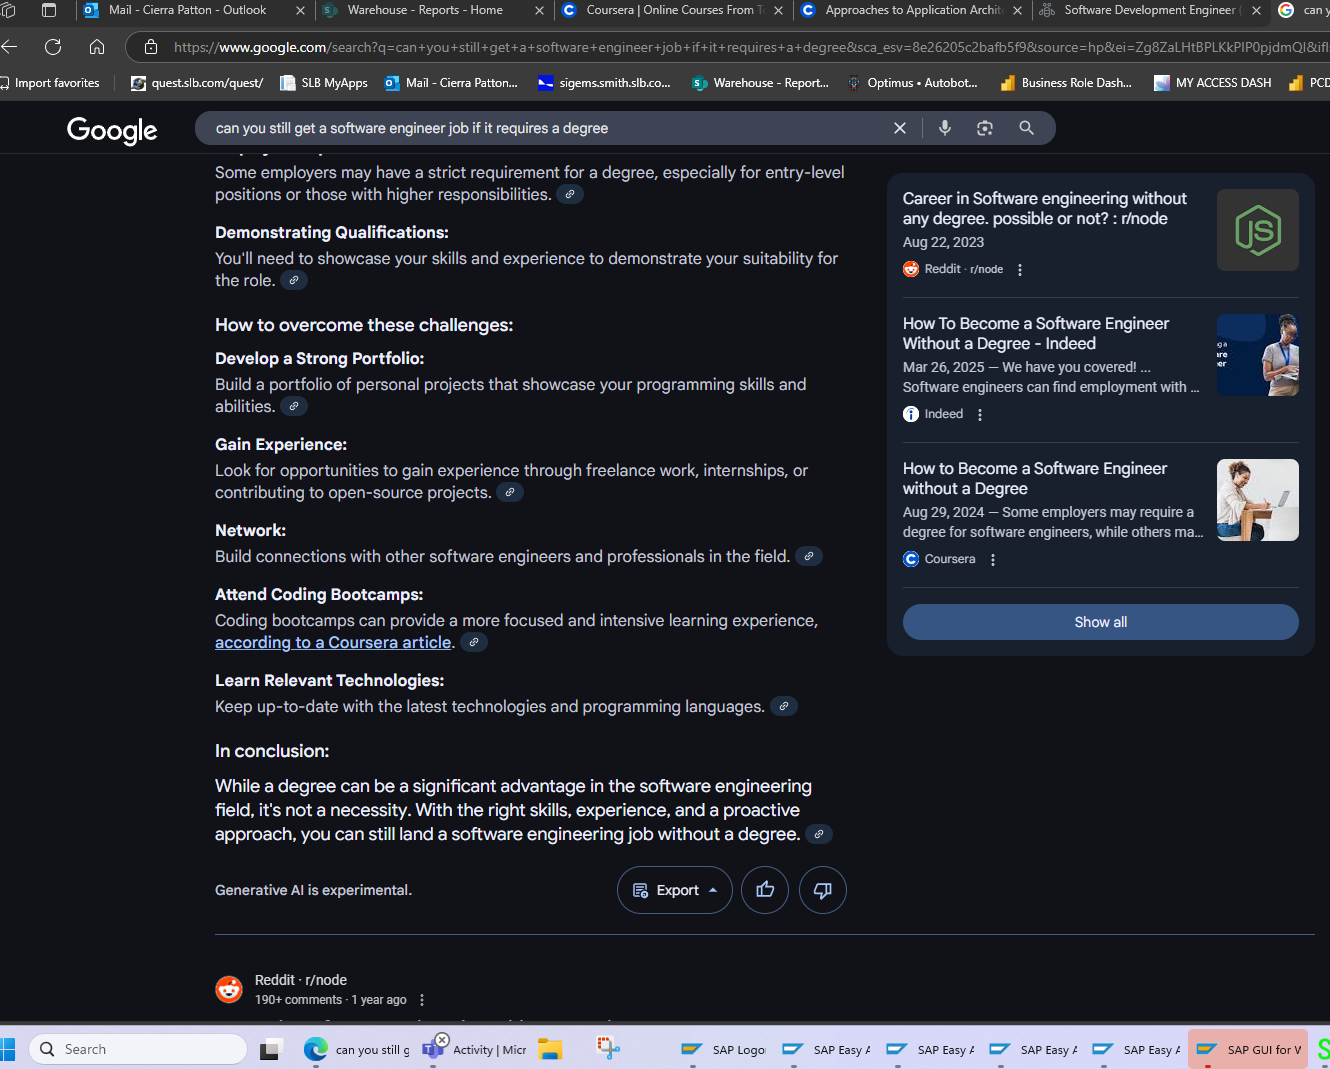 Mail - Cierra Patton - Outlook
Warehouse - Reports - Home
Coursera | Online Courses From T
Approaches to Application Archit
Software Development Engineer (
can y
https://www.google.com/search?q=can+you+still+get+a+software+engineer+job+if+it+requires+a+degree&sca_esv=8e26205c2bafb5f9&source=hp&ei=Zg8ZaLHtBPLKkPIP0pjdmQI&ifl
Import favorites
quest.slb.com/quest/
SLB MyApps
Mail - Cierra Patton...
sigems.smith.slb.co...
Warehouse - Report...
Optimus • Autobot...
Business Role Dash...
MY ACCESS DASH
PCD
Google
can you still get a software engineer job if it requires a degree
Some employers may have a strict requirement for a degree, especially for entry-level
positions or those with higher responsibilities.
Demonstrating Qualifications:
You'll need to showcase your skills and experience to demonstrate your suitability for
the role.
How to overcome these challenges:
Develop a Strong Portfolio:
Build a portfolio of personal projects that showcase your programming skills and
abilities.
Gain Experience:
Look for opportunities to gain experience through freelance work, internships, or
contributing to open-source projects.
Network:
Build connections with other software engineers and professionals in the field.
Attend Coding Bootcamps:
Coding bootcamps can provide a more focused and intensive learning experience,
according to a Coursera article.
Learn Relevant Technologies:
Keep up-to-date with the latest technologies and programming languages.
In conclusion:
While a degree can be a significant advantage in the software engineering
field, it's not a necessity. With the right skills, experience, and a proactive
approach, you can still land a software engineering job without a degree.
Generative AI is experimental.
Export
Career in Software engineering without
any degree. possible or not? : r/node
Aug 22, 2023
Reddit · r/node
How To Become a Software Engineer
Without a Degree - Indeed
Mar 26, 2025 — We have you covered! ...
Software engineers can find employment with ...
Indeed
How to Become a Software Engineer
without a Degree
Aug 29, 2024 — Some employers may require a
degree for software engineers, while others ma...
Coursera
Show all
Reddit · r/node
190+ comments · 1 year ago
Search
can you still g
Activity | Micr
SAP Logo
SAP Easy A
SAP Easy A
SAP Easy A
SAP Easy A
SAP GUI for W